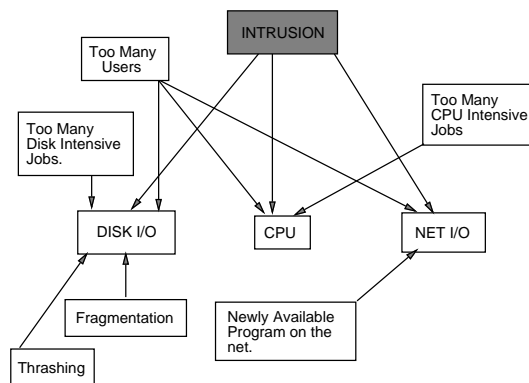 INTRUSION
Too Many
Users
Too Many
CPU Intensive
Jobs
Too Many
Disk Intensive
Jobs.
DISK I/O
CPU
NET I/O
Fragmentation
Newly Available
Program on the
net.
Thrashing